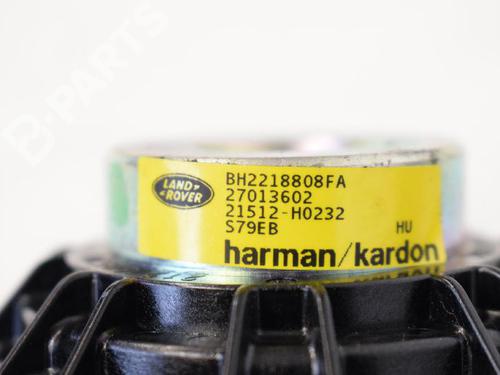 B-PARTS
LAND
ROVER
BH2218808FA
27013602
21512-H0232
S79EB
HU
harman/kardon